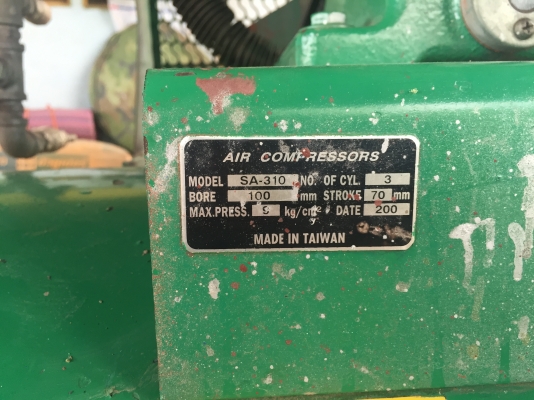 AIR COMPRESSORS
MODEL SA-310 NO. OF CYL. 3
BORE 100 mm STROKE 70 mm
MAX.PRESS. kg/cm² DATE 200
MADE IN TAIWAN